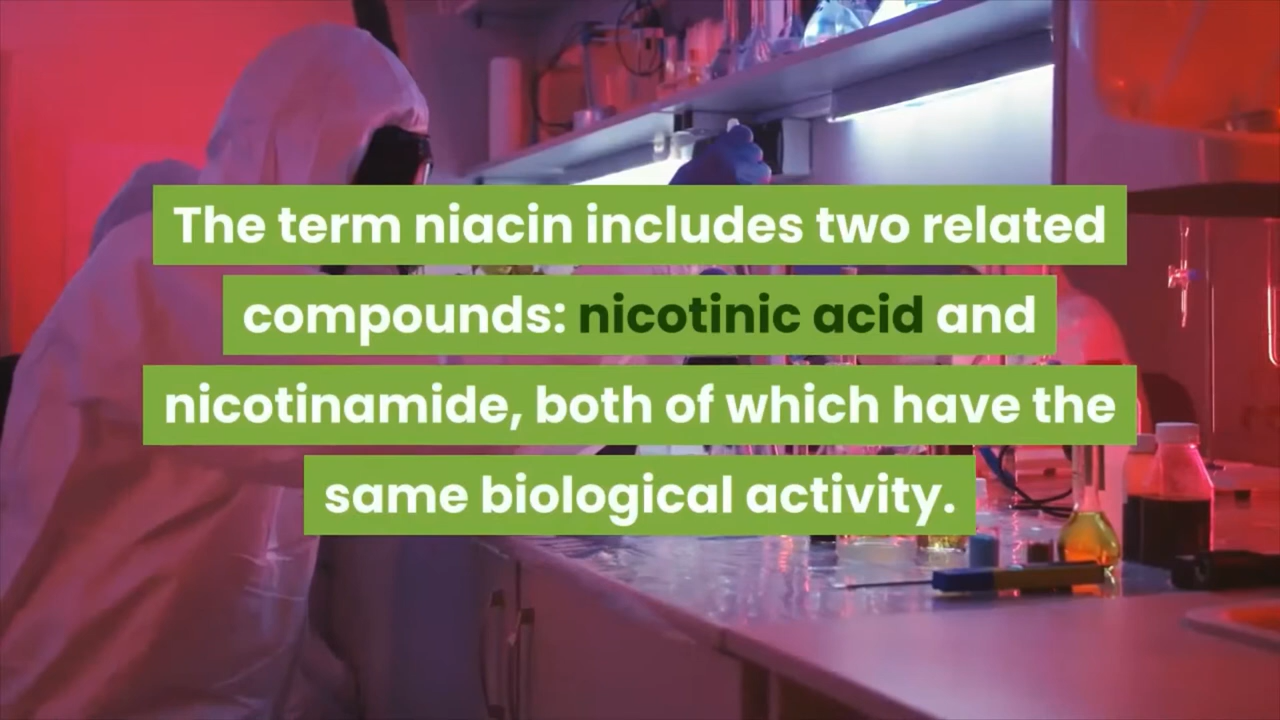 The term niacin includes two related
compounds: nicotinic acid and
nicotinamide, both of which have the
same biological activity.